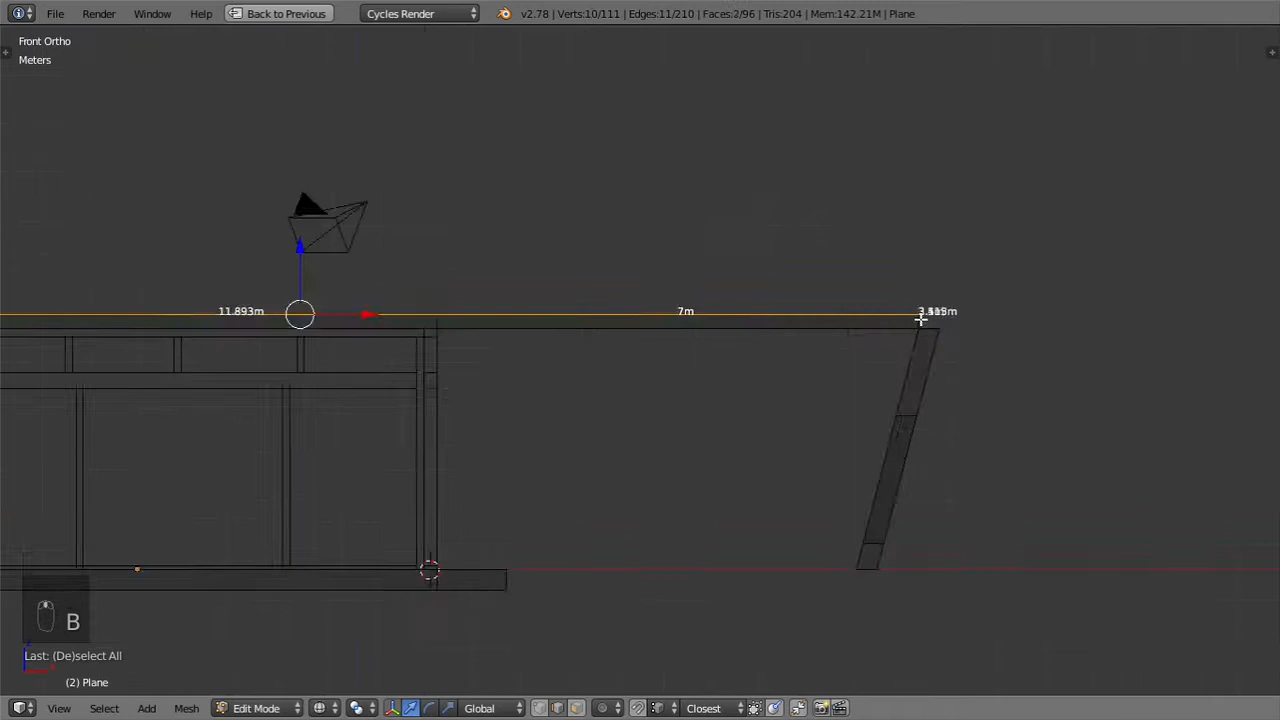 File Render Window Help Back to Previous Cycles Render v2.78 | Verts:10/111 | Edges:11/210 | Faces:2/96 | Tris:204 | Mem:142.21M | Plane
Front Ortho
Meters
11.893m 7m
B
Last: (De)select All
(2) Plane
View Select Add Mesh Edit Mode Global Closest